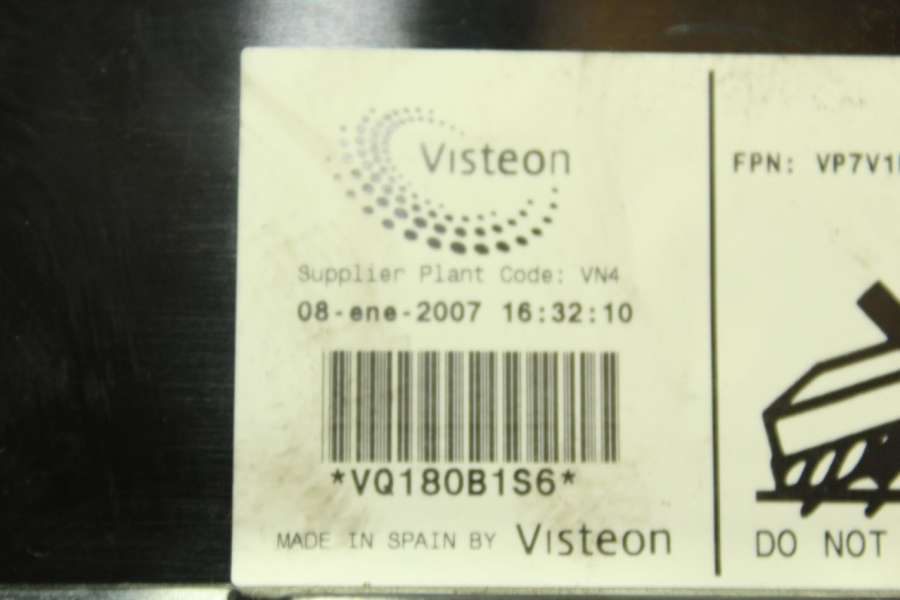 Visteon
Supplier Plant Code: VN4
08-ene-2007 16:32:10
*VQ180B1S6*
MADE IN SPAIN BY Visteon
FPN: VP7V1
DO NOT